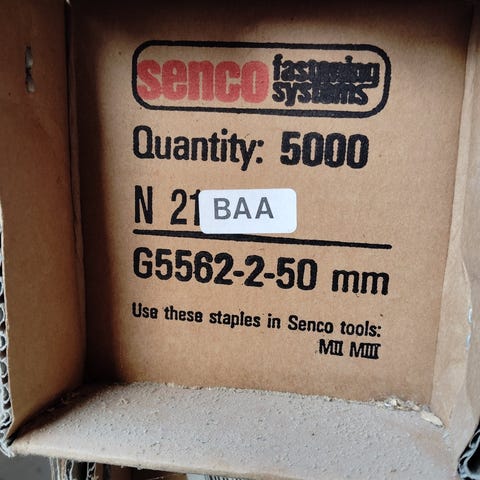 senco fastening systems
Quantity: 5000
N 21 BAA
G5562-2-50 mm
Use these staples in Senco tools:
MII MIII